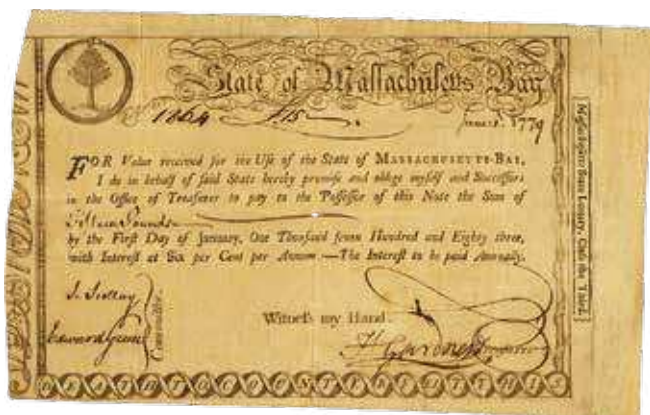 State of Massachusetts Bay
1864 £15 June 1. 1779
FOR Value received for the Use of the State of MASSACHUSETTS-BAY,
I do in behalf of said State hereby promise and oblige myself and Successors
in the Office of Treasurer to pay to the Possessor of this Note the Sum of
Fifteen Pounds
by the First Day of January, One Thousand seven Hundred and Eighty three,
with Interest at Six per Cent per Annum.—The Interest to be paid Annually.
Witness my Hand
Edward Green
Committee.
H Gardner Treasurer
Massachusetts State Lottery, Class the Third.